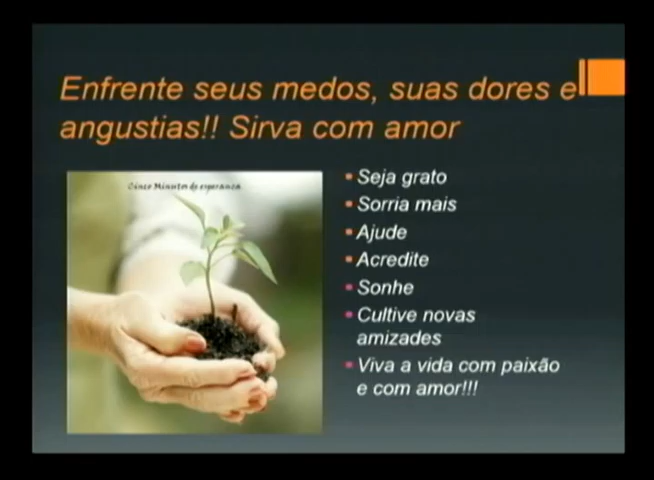 Enfrente seus medos, suas dores e
angustias!! Sirva com amor
Cinco Minutos de esperança
Seja grato
Sorria mais
Ajude
Acredite
Sonhe
Cultive novas
amizades
Viva a vida com paixão
e com amor!!!